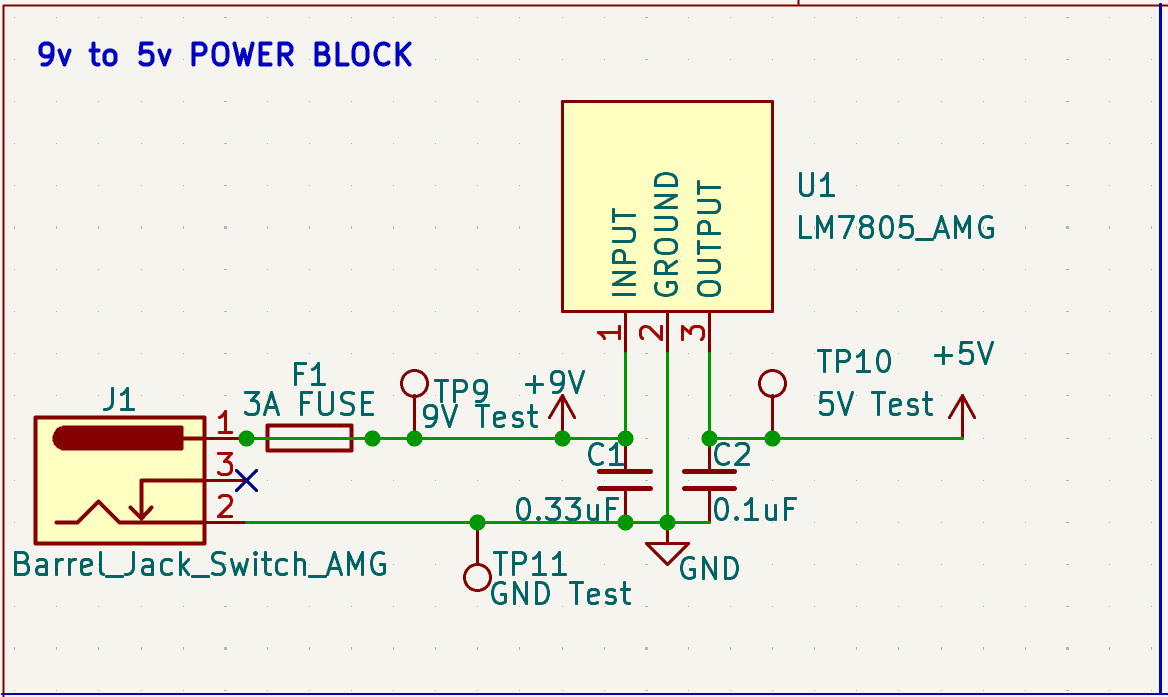 9v to 5v POWER BLOCK
INPUT
GROUND
OUTPUT
U1
LM7805_AMG
1
2
3
J1
F1
3A FUSE
TP9
9V Test
+9V
TP10
5V Test
+5V
1
3
2
C1
0.33uF
C2
0.1uF
Barrel_Jack_Switch_AMG
TP11
GND Test
GND